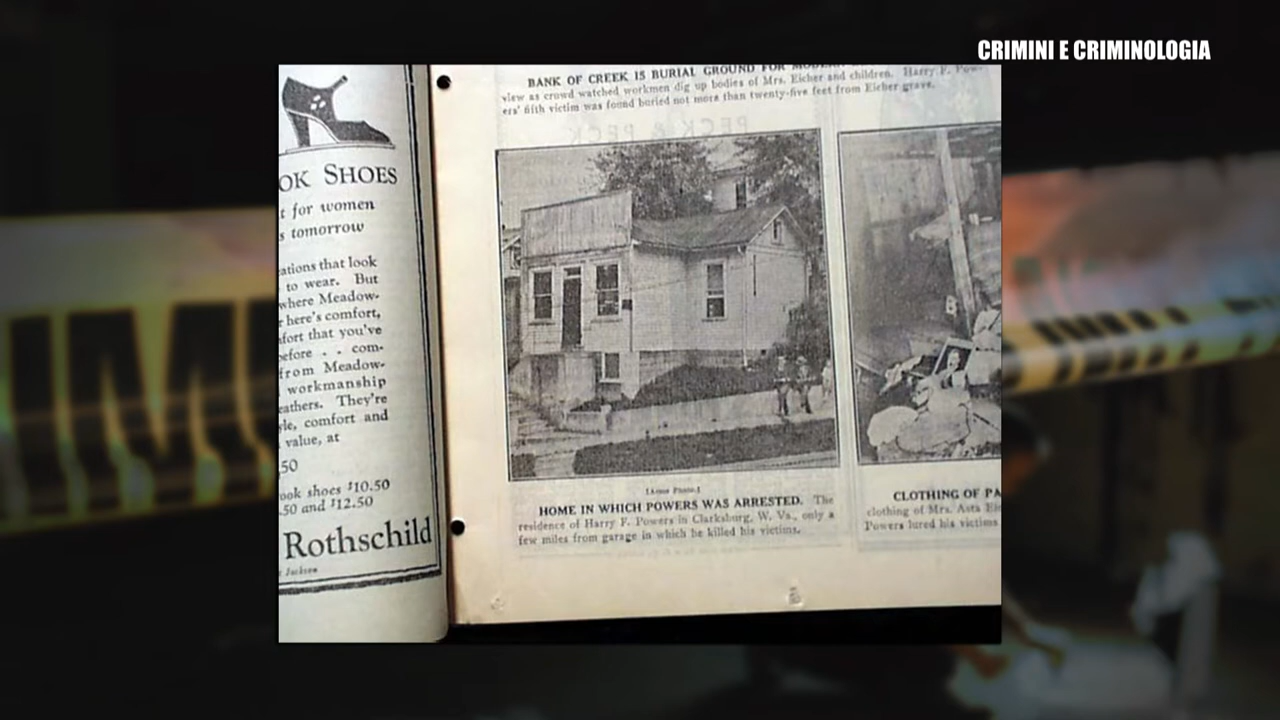 CRIMINI E CRIMINOLOGIA
OK SHOES
t for women
s tomorrow
ations that look
to wear. But
where Meadow-
r here's comfort,
fort that you've
efore . . com-
from Meadow-
workmanship
eathers. They're
yle, comfort and
value, at
.50
ook shoes $10.50
.50 and $12.50
Rothschild
Jackson
BANK OF CREEK IS BURIAL GROUND FOR
view as crowd watched workmen dig up bodies of Mrs. Eicher and children. Harry F. Pow-
ers' fifth victim was found buried not more than twenty-five feet from Eicher grave.
PECK & PECK
[Acme Photo.]
HOME IN WHICH POWERS WAS ARRESTED. The
residence of Harry F. Powers in Clarksburg, W. Va., only a
few miles from garage in which he killed his victims.
CLOTHING OF PA
clothing of Mrs. Asta Ei
Powers lured his victims